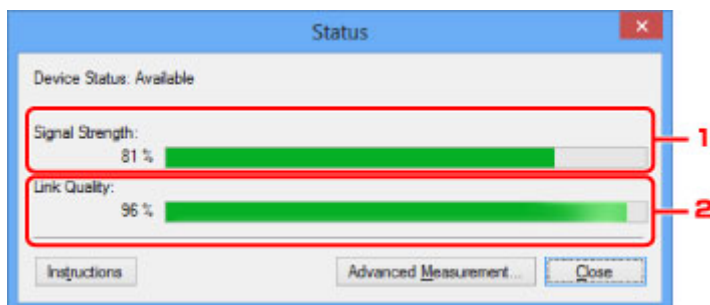 Status
Device Status: Available
Signal Strength:
81 %
1
Link Quality:
96 %
2
Instructions
Advanced Measurement...
Close